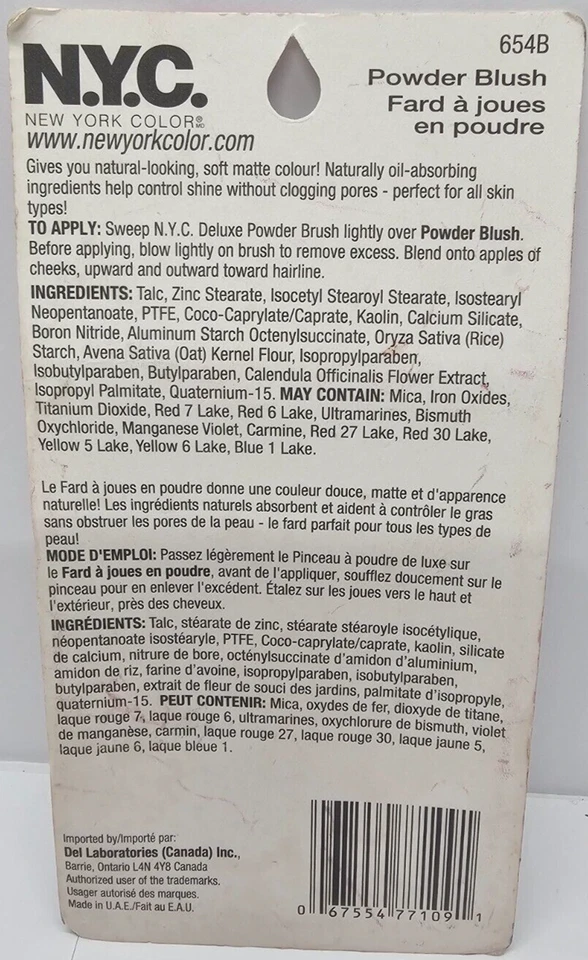 654B
N.Y.C.
NEW YORK COLOR®
MD
www.newyorkcolor.com
Powder Blush
Fard à joues
en poudre
Gives you natural-looking, soft matte colour! Naturally oil-absorbing
ingredients help control shine without clogging pores - perfect for all skin
types!
TO APPLY: Sweep N.Y.C. Deluxe Powder Brush lightly over Powder Blush.
Before applying, blow lightly on brush to remove excess. Blend onto apples of
cheeks, upward and outward toward hairline.
INGREDIENTS: Talc, Zinc Stearate, Isocetyl Stearoyl Stearate, Isostearyl
Neopentanoate, PTFE, Coco-Caprylate/Caprate, Kaolin, Calcium Silicate,
Boron Nitride, Aluminum Starch Octenylsuccinate, Oryza Sativa (Rice)
Starch, Avena Sativa (Oat) Kernel Flour, Isopropylparaben,
Isobutylparaben, Butylparaben, Calendula Officinalis Flower Extract,
Isopropyl Palmitate, Quaternium-15. MAY CONTAIN: Mica, Iron Oxides,
Titanium Dioxide, Red 7 Lake, Red 6 Lake, Ultramarines, Bismuth
Oxychloride, Manganese Violet, Carmine, Red 27 Lake, Red 30 Lake,
Yellow 5 Lake, Yellow 6 Lake, Blue 1 Lake.
Le Fard à joues en poudre donne une couleur douce, matte et d'apparence
naturelle! Les ingrédients naturels absorbent et aident à contrôler le gras
sans obstruer les pores de la peau - le fard parfait pour tous les types de
peau!
MODE D'EMPLOI: Passez légèrement le Pinceau à poudre de luxe sur
le Fard à joues en poudre, avant de l'appliquer, soufflez doucement sur le
pinceau pour en enlever l'excédent. Étalez sur les joues vers le haut et
l'extérieur, près des cheveux.
INGRÉDIENTS: Talc, stéarate de zinc, stéarate stéaroyle isocétylique,
néopentanoate isostéaryle, PTFE, Coco-caprylate/caprate, kaolin, silicate
de calcium, nitrure de bore, octénylsuccinate d'amidon d'aluminium,
amidon de riz, farine d'avoine, isopropylparaben, isobutylparaben,
butylparaben, extrait de fleur de souci des jardins, palmitate d'isopropyle,
quaternium-15. PEUT CONTENIR: Mica, oxydes de fer, dioxyde de titane,
laque rouge 7, laque rouge 6, ultramarines, oxychlorure de bismuth, violet
de manganèse, carmin, laque rouge 27, laque rouge 30, laque jaune 5,
laque jaune 6, laque bleue 1.
Imported by/Importé par:
Del Laboratories (Canada) Inc.,
Barrie, Ontario L4N 4Y8 Canada
Authorized user of the trademarks.
Usager autorisé des marques.
Made in U.A.E./Fait au E.A.U.
0 67554 77109 1